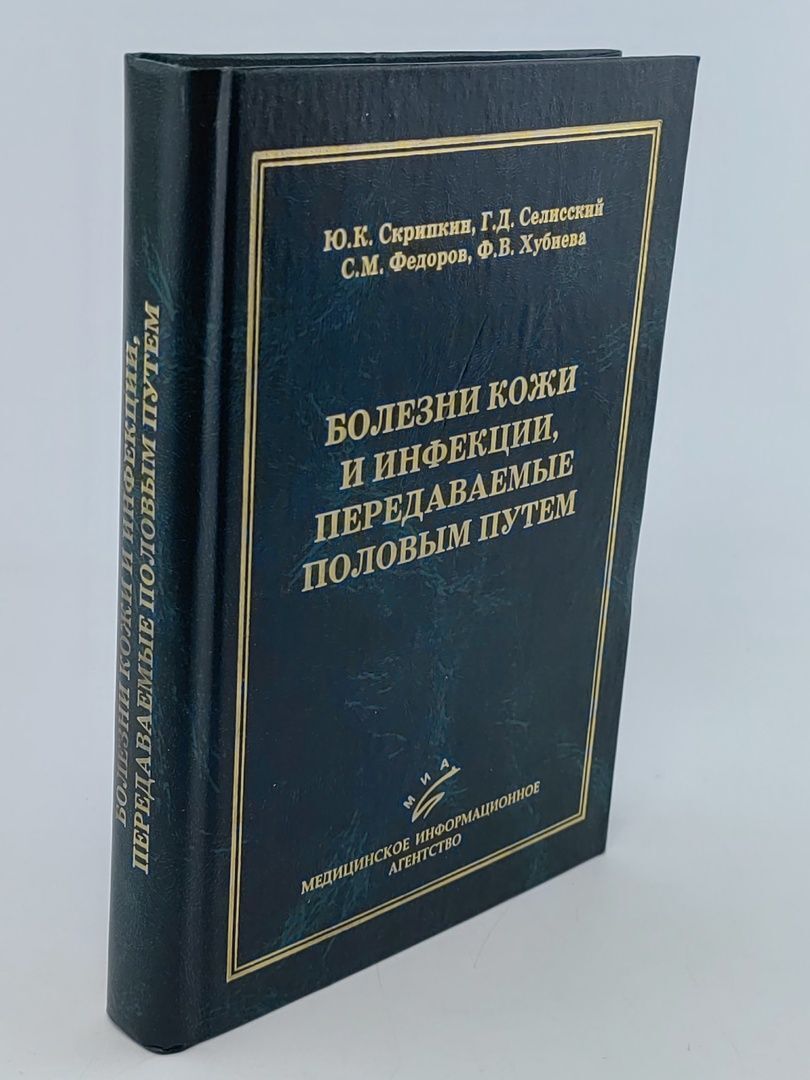 Ю.К. Скрипкин, Г.Д. Селисский
С.М. Федоров, Ф.В. Хубиева
БОЛЕЗНИ КОЖИ
И ИНФЕКЦИИ,
ПЕРЕДАВАЕМЫЕ
ПОЛОВЫМ ПУТЕМ
МИА
МЕДИЦИНСКОЕ ИНФОРМАЦИОННОЕ
АГЕНТСТВО
БОЛЕЗНИ КОЖИ И ИНФЕКЦИИ,
ПЕРЕДАВАЕМЫЕ ПОЛОВЫМ ПУТЕМ